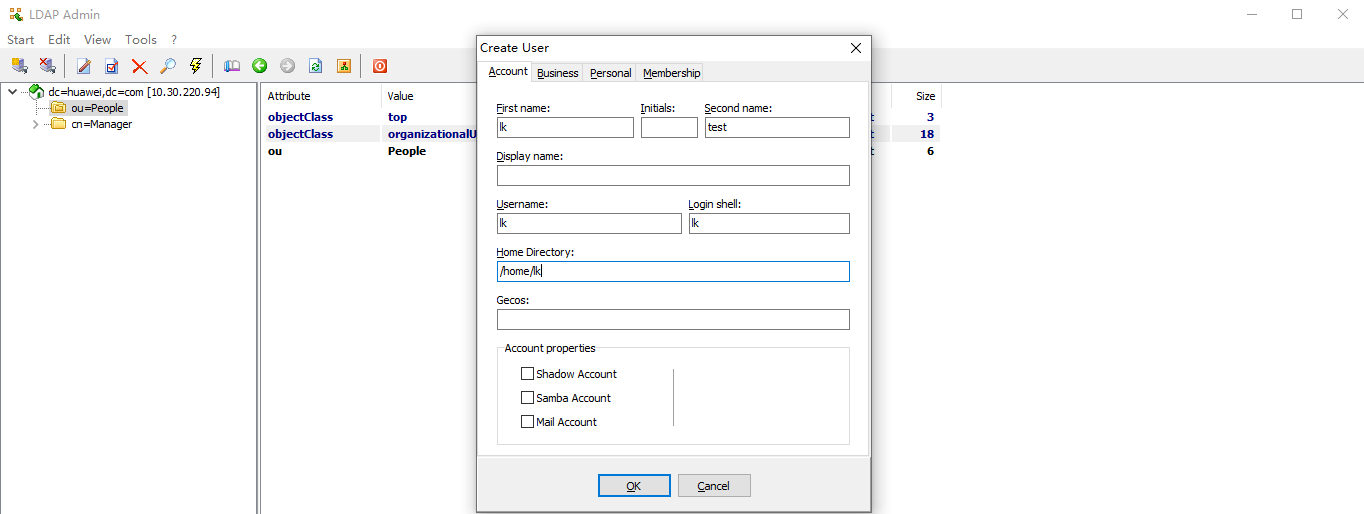 LDAP Admin
Start Edit View Tools ?
dc=huawei,dc=com [10.30.220.94]
ou=People
cn=Manager
Attribute Value Size
objectClass top 3
objectClass organizationalU 18
ou People 6
Create User
Account Business Personal Membership
First name: Initials: Second name:
lk test
Display name:
Username: Login shell:
lk lk
Home Directory:
/home/lk
Gecos:
Account properties
Shadow Account
Samba Account
Mail Account
OK Cancel